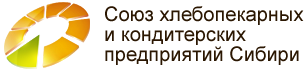 Союз хлебопекарных
и кондитерских
предприятий Сибири